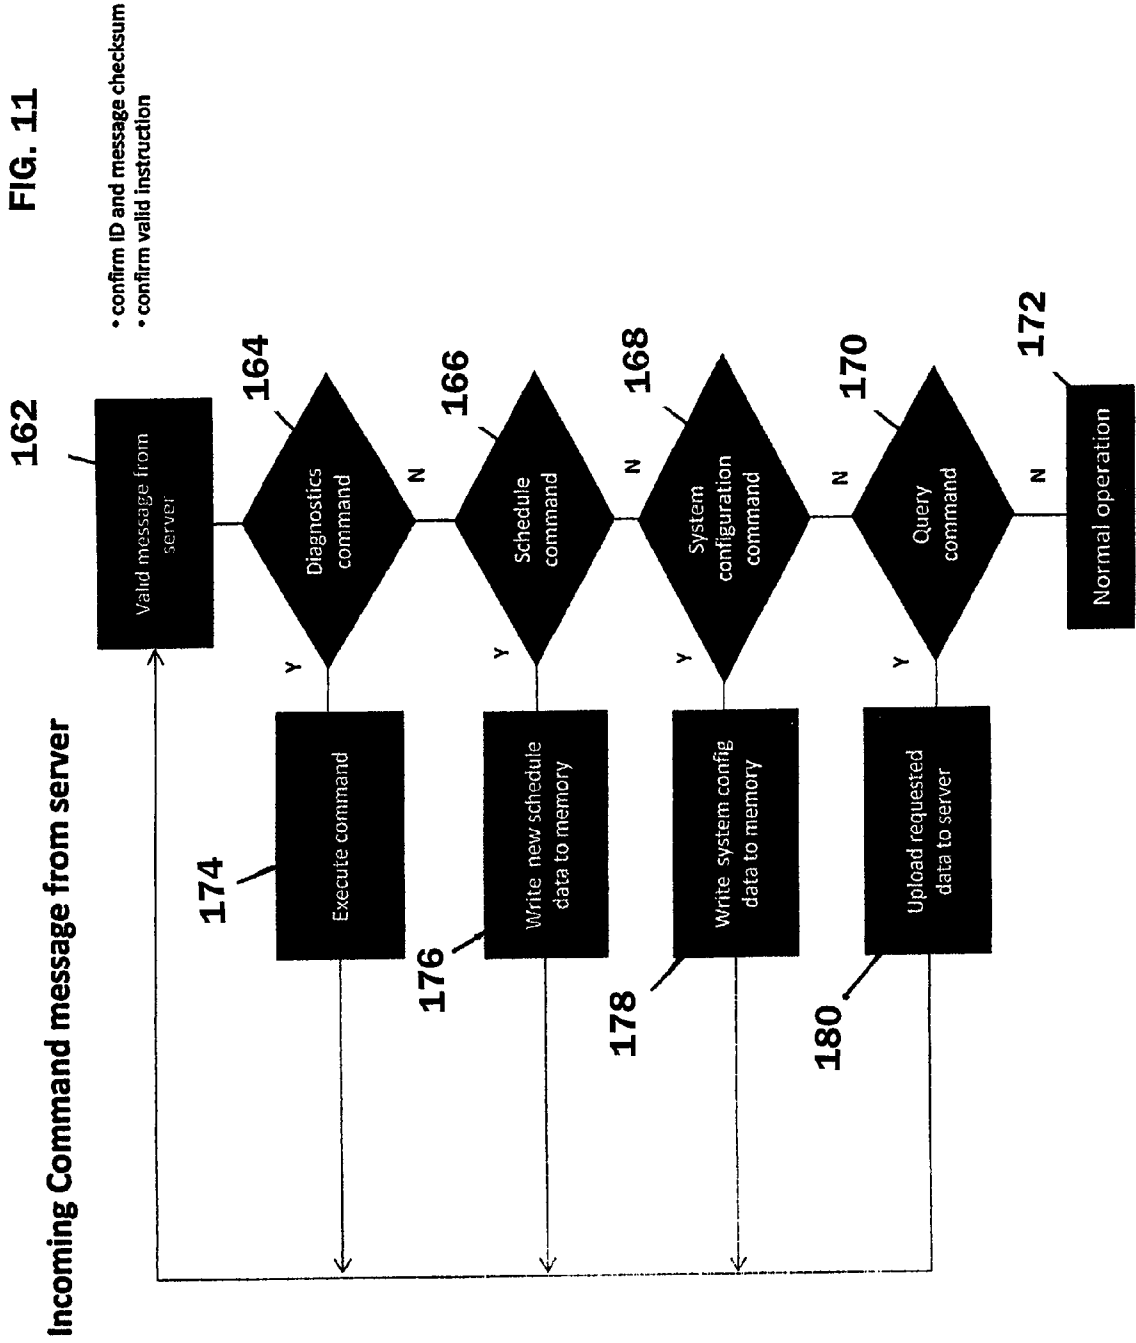 FIG. 11
Incoming Command message from server
• confirm ID and message checksum
• confirm valid instruction
162
Valid message from
server
164
Diagnostics
command
Y
N
174
Execute command
166
Schedule
command
Y
N
176
Write new schedule
data to memory
168
System
configuration
command
Y
N
178
Write system config
data to memory
170
Query
command
Y
N
180
Upload requested
data to server
172
Normal operation